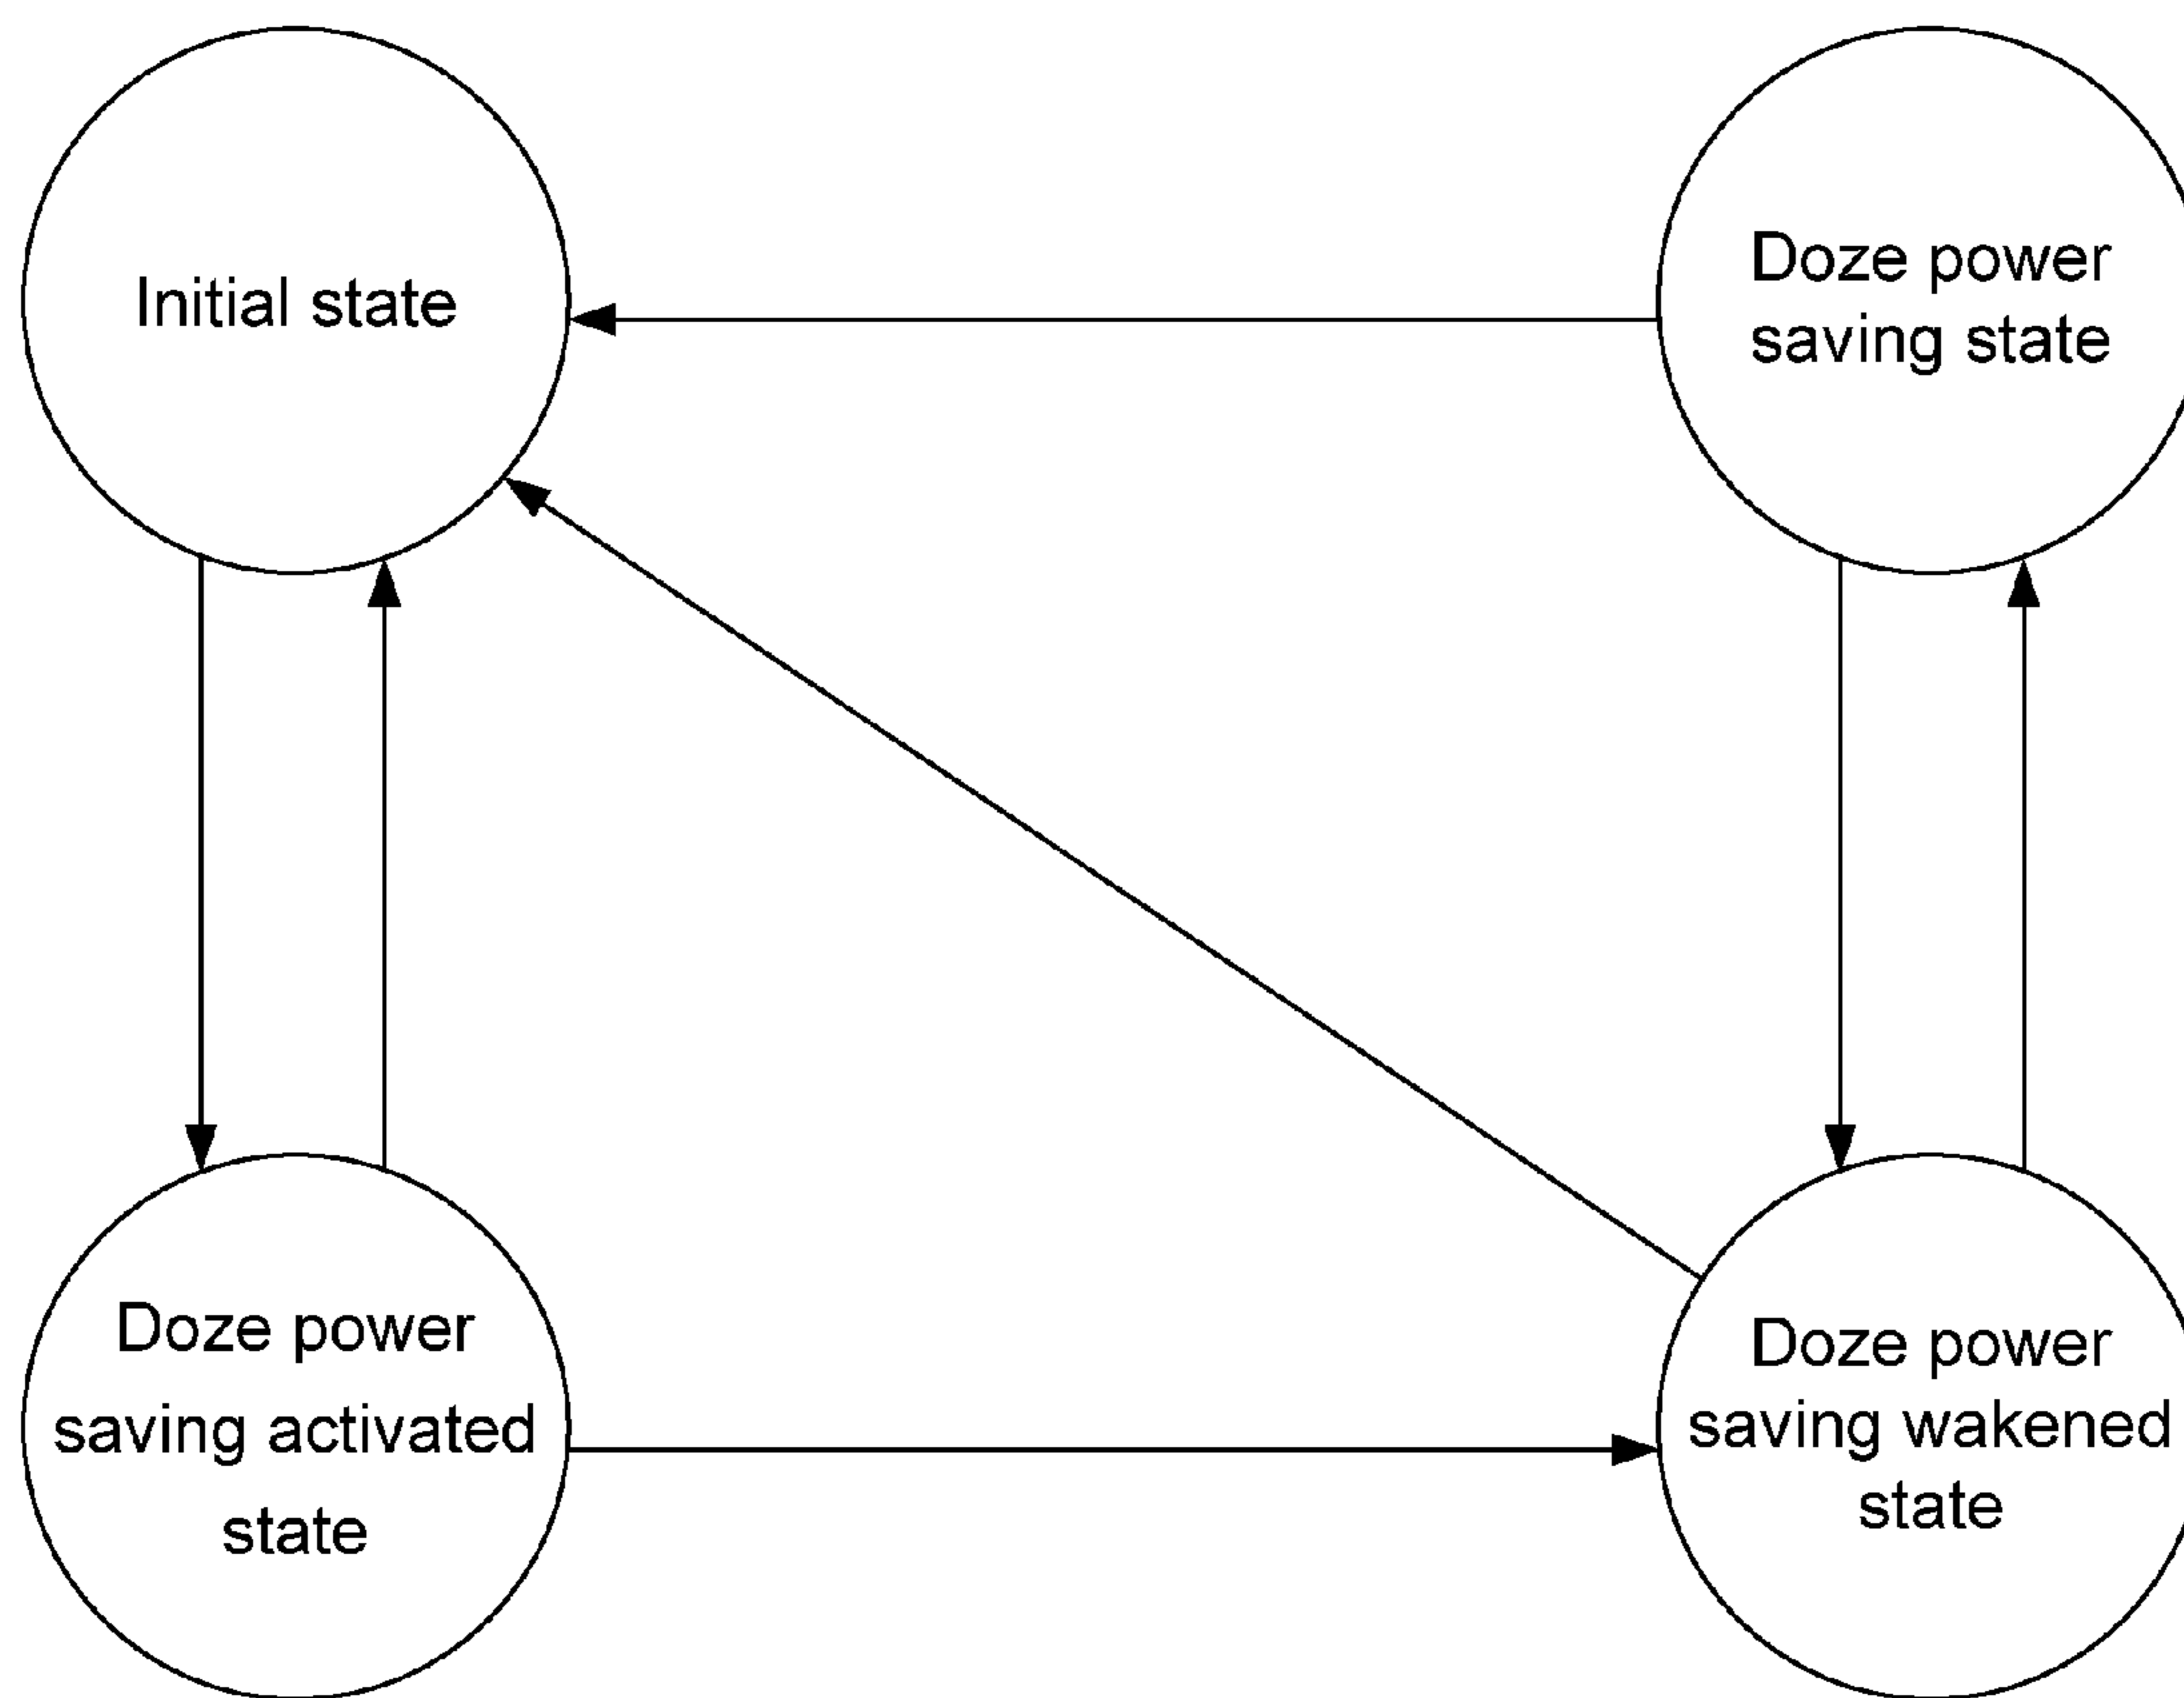 Initial state
Doze power
saving state
Doze power
saving activated
state
Doze power
saving wakened
state